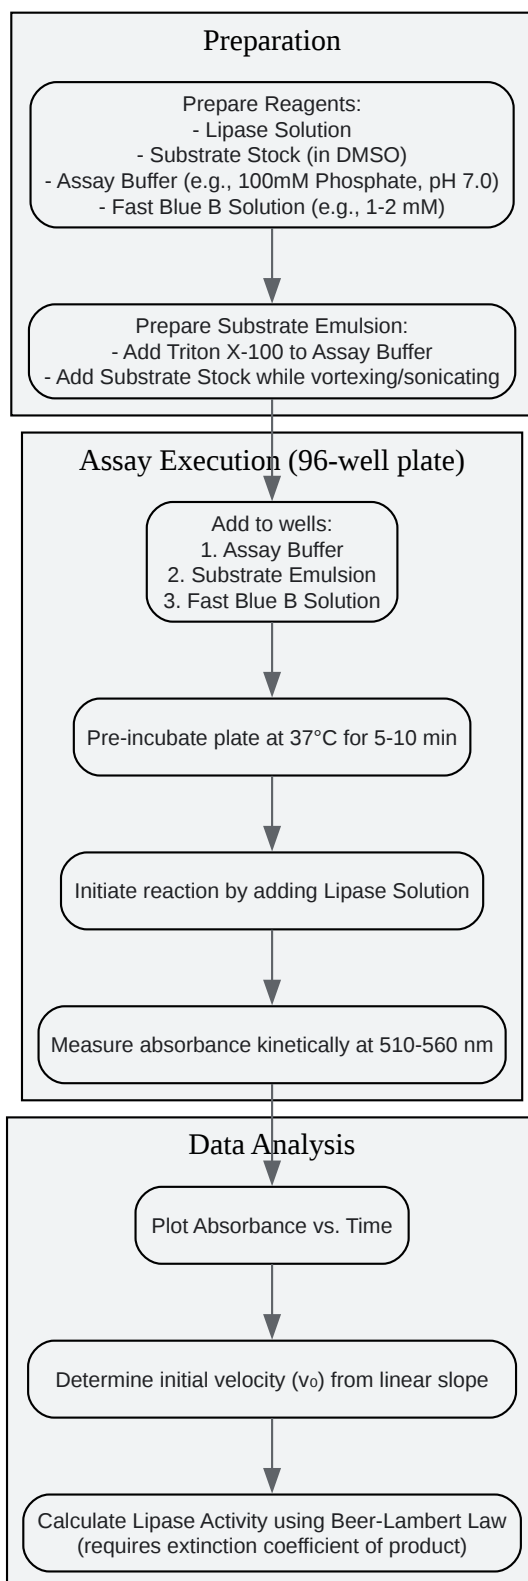 Preparation
Prepare Reagents:
- Lipase Solution
- Substrate Stock (in DMSO)
- Assay Buffer (e.g., 100mM Phosphate, pH 7.0)
- Fast Blue B Solution (e.g., 1-2 mM)
Prepare Substrate Emulsion:
- Add Triton X-100 to Assay Buffer
- Add Substrate Stock while vortexing/sonicating
Assay Execution (96-well plate)
Add to wells:
1. Assay Buffer
2. Substrate Emulsion
3. Fast Blue B Solution
Pre-incubate plate at 37°C for 5-10 min
Initiate reaction by adding Lipase Solution
Measure absorbance kinetically at 510-560 nm
Data Analysis
Plot Absorbance vs. Time
Determine initial velocity (v₀) from linear slope
Calculate Lipase Activity using Beer-Lambert Law
(requires extinction coefficient of product)